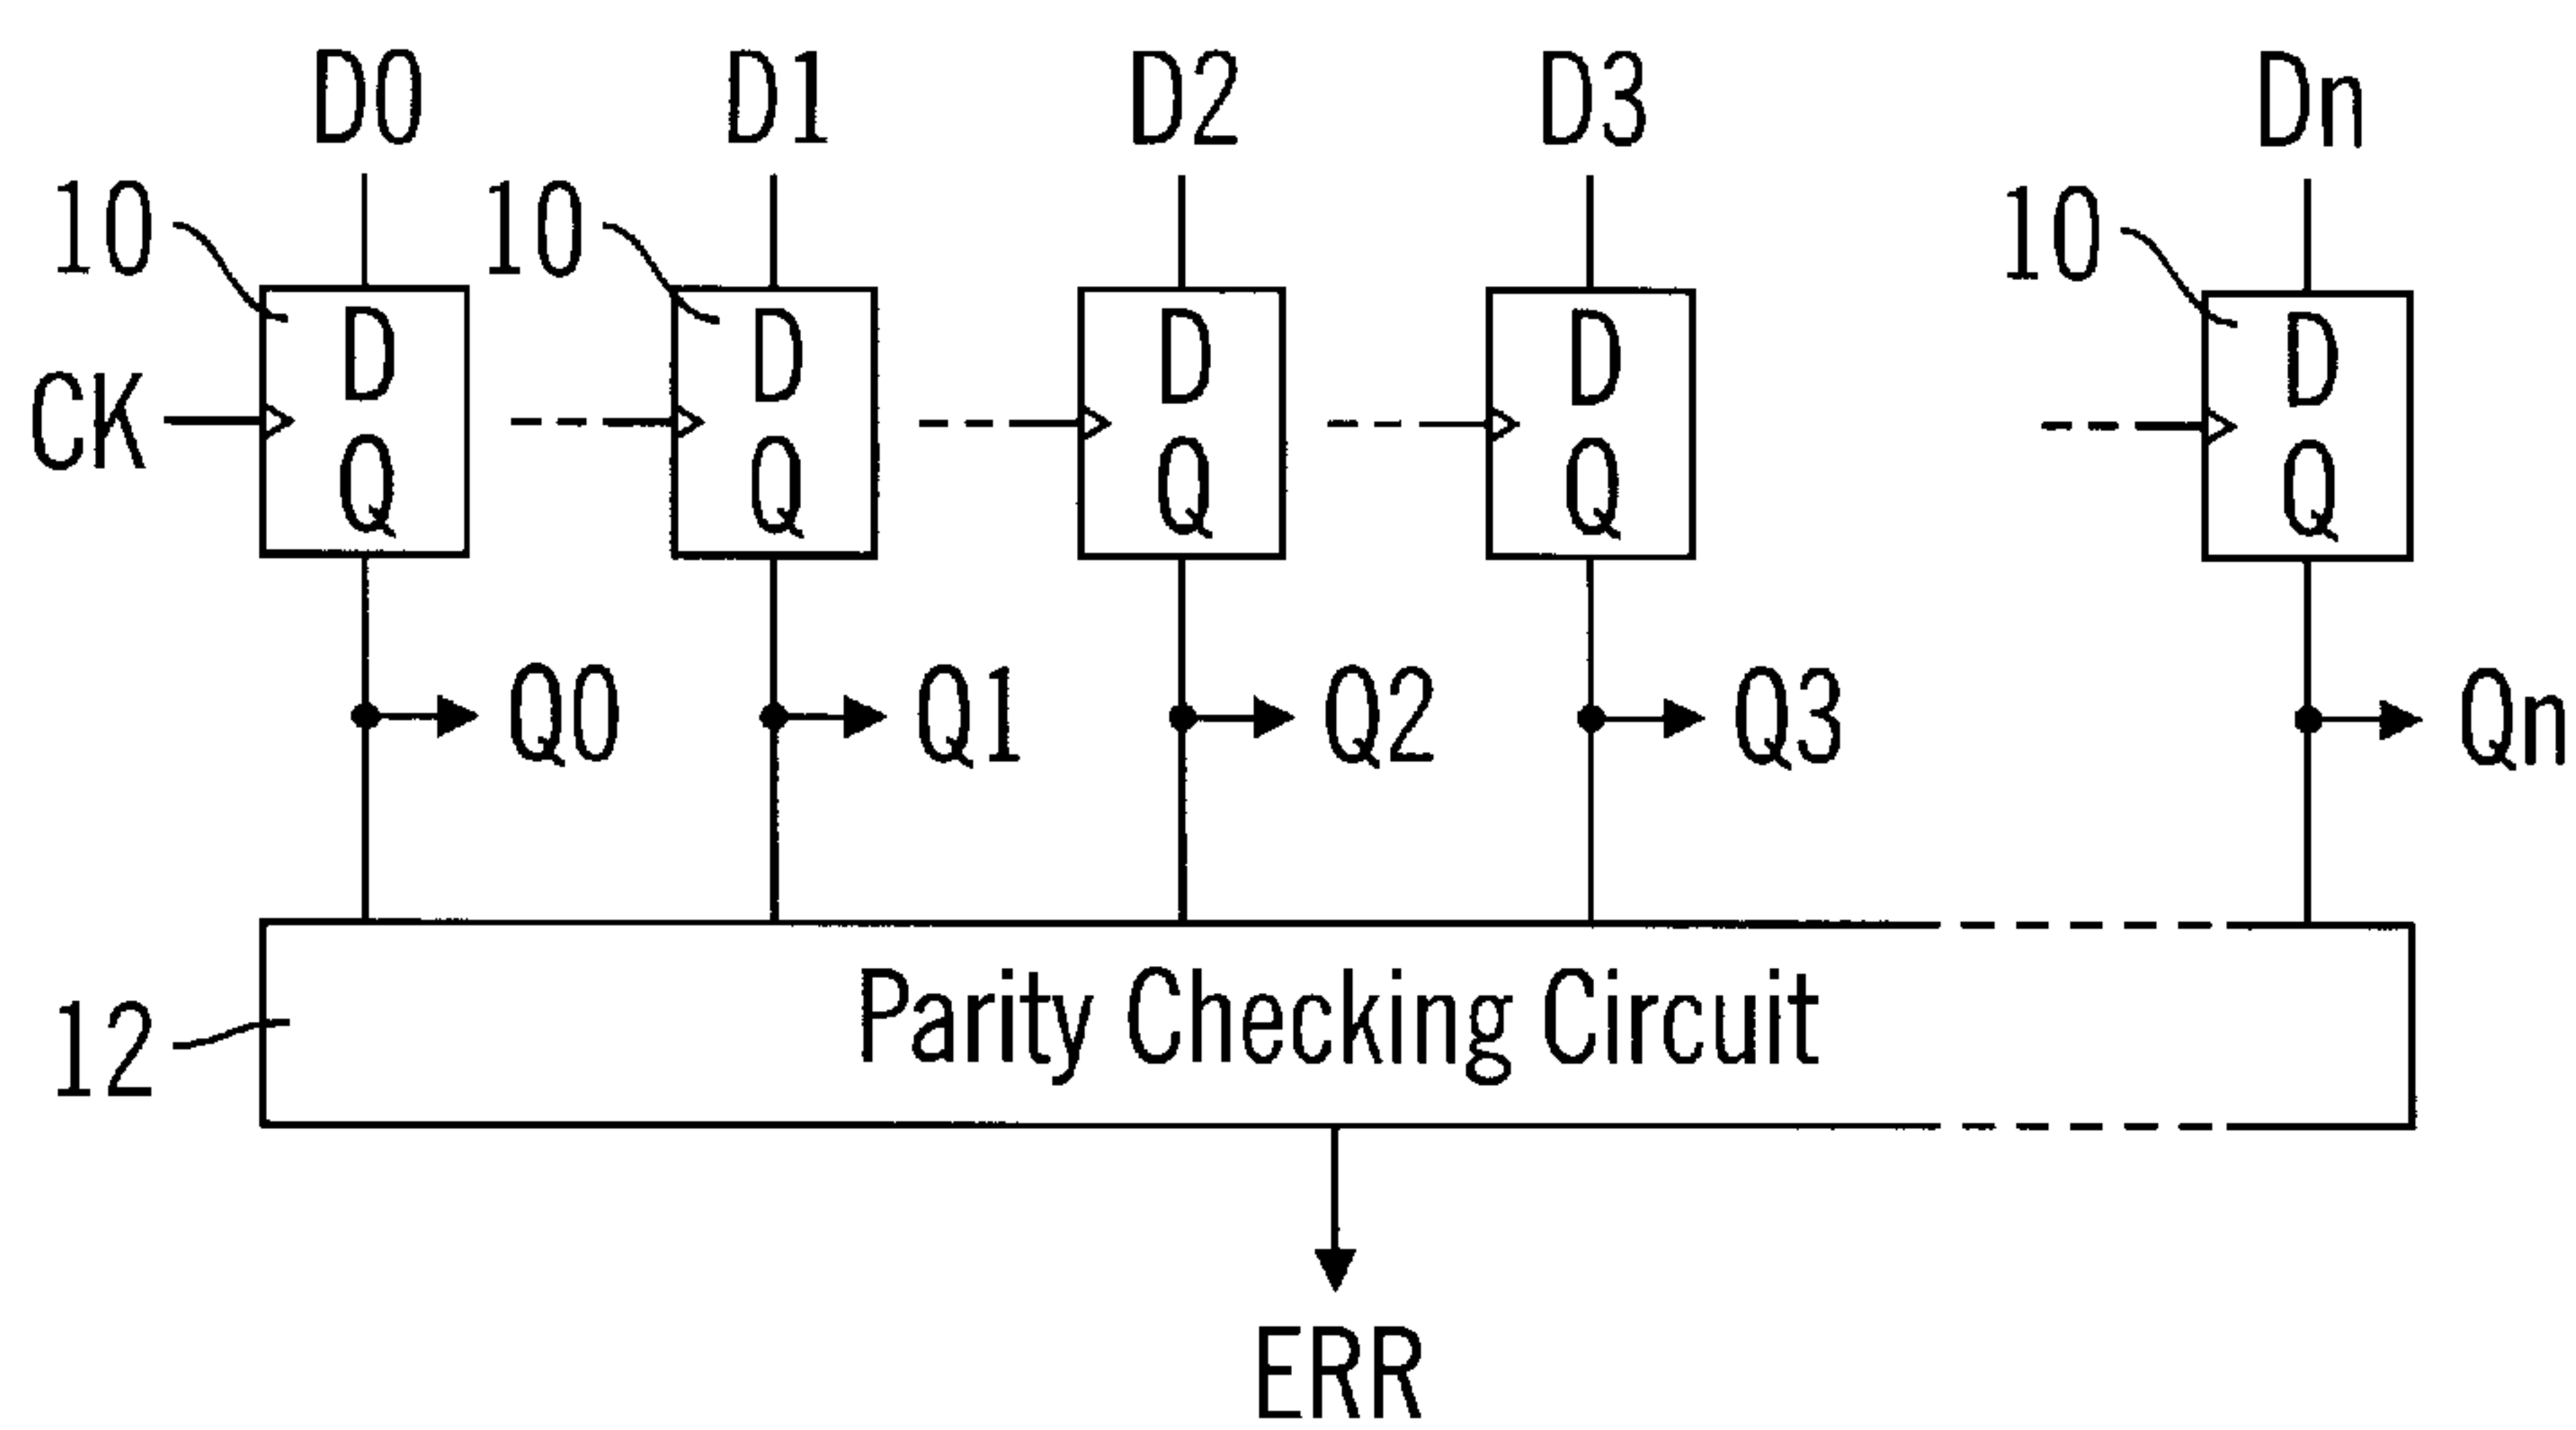 D0 D1 D2 D3 Dn
10 10 10
D D D D D
CK
Q Q Q Q Q
Q0 Q1 Q2 Q3 Qn
12 Parity Checking Circuit
ERR